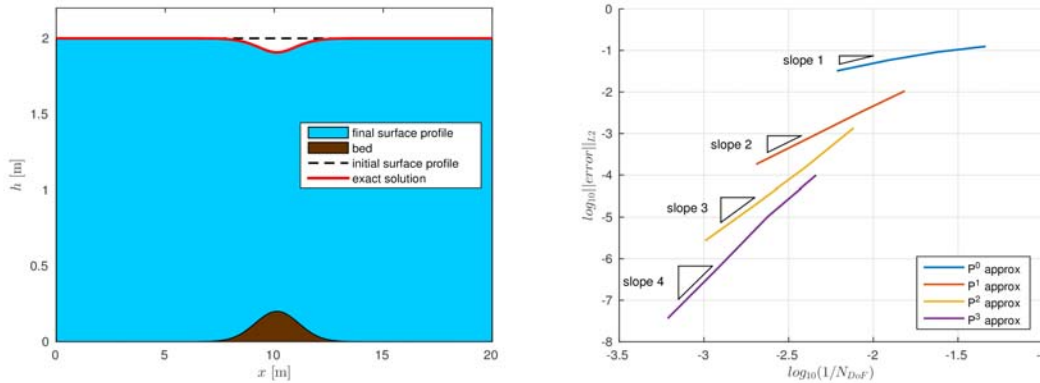 2
1.5
1
0.5
0
h [m]
0
5
10
15
20
x [m]
final surface profile
bed
initial surface profile
exact solution
0
-1
-2
-3
-4
-5
-6
-7
-8
log₁₀||error||L2
slope 1
slope 2
slope 3
slope 4
P⁰ approx
P¹ approx
P² approx
P³ approx
-3.5
-3
-2.5
-2
-1.5
-1
log₁₀(1/N_DoF)